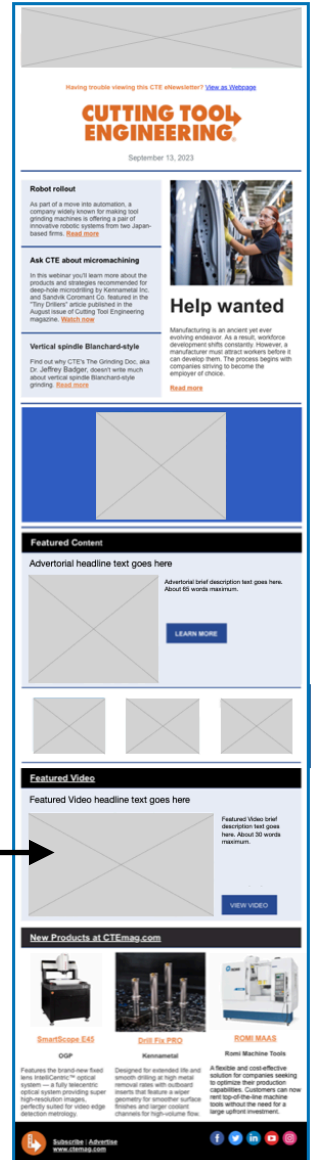 Having trouble viewing this CTE eNewsletter? View as Webpage
CUTTING TOOL
ENGINEERING
September 13, 2023
Robot rollout
As part of a move into automation, a
company widely known for making tool
grinding machines is offering a pair of
innovative robotic systems from two Japan-
based firms. Read more
Ask CTE about micromachining
In this webinar you'll learn more about the
products and strategies recommended for
deep-hole microdrilling by Kennametal Inc.
and Sandvik Coromant Co. featured in the
"Tiny Drillers" article published in the
August issue of Cutting Tool Engineering
magazine. Watch now
Vertical spindle Blanchard-style
Find out why CTE's The Grinding Doc, aka
Dr. Jeffrey Badger, doesn't write much
about vertical spindle Blanchard-style
grinding. Read more
Help wanted
Manufacturing is an ancient yet ever
evolving endeavor. As a result, workforce
development shifts constantly. However, a
manufacturer must attract workers before it
can develop them. The process begins with
companies striving to become the
employer of choice.
Read more
Featured Content
Advertorial headline text goes here
Advertorial brief description text goes here.
About 65 words maximum.
LEARN MORE
Featured Video
Featured Video headline text goes here
Featured Video brief
description text goes
here. About 30 words
maximum.
VIEW VIDEO
New Products at CTEmag.com
SmartScope E45
OGP
Features the brand-new fixed
lens IntelliCentric™ optical
system — a fully telecentric
optical system providing super
high-resolution images,
perfectly suited for video edge
detection metrology.
Drill Fix PRO
Kennametal
Designed for extended life and
smooth drilling at high metal
removal rates with outboard
inserts that feature a wiper
geometry for smoother surface
finishes and larger coolant
channels for high-volume flow.
ROMI MAAS
Romi Machine Tools
A flexible and cost-effective
solution for companies seeking
to optimize their production
capabilities. Customers can now
rent top-of-the-line machine
tools without the need for a
large upfront investment.
Subscribe | Advertise
www.ctemag.com